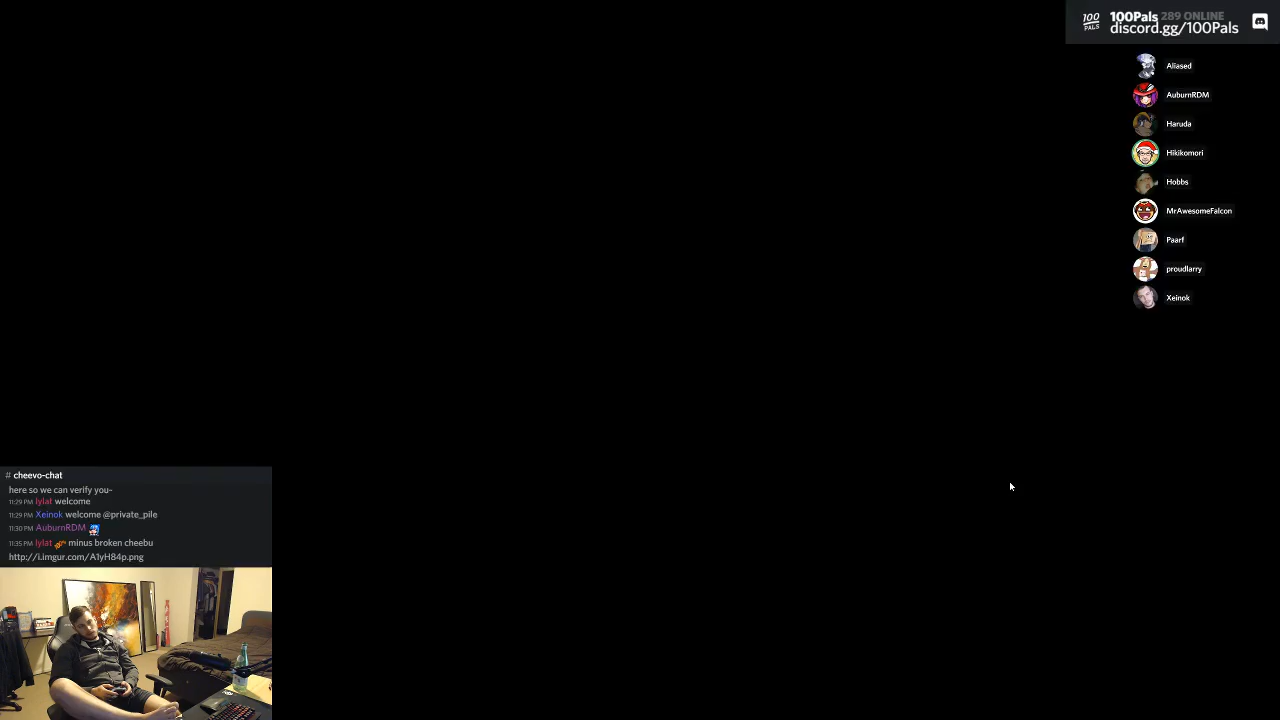 100
PALS
100Pals 289 ONLINE
discord.gg/100Pals
Aliased
AuburnRDM
Haruda
Hikikomori
Hobbs
MrAwesomeFalcon
Paarf
proudlarry
Xeinok
# cheevo-chat
here so we can verify you~
11:29 PM lylat welcome
11:29 PM Xeinok welcome @private_pile
11:30 PM AuburnRDM
11:35 PM lylat minus broken cheebu
http://i.imgur.com/A1yH84p.png